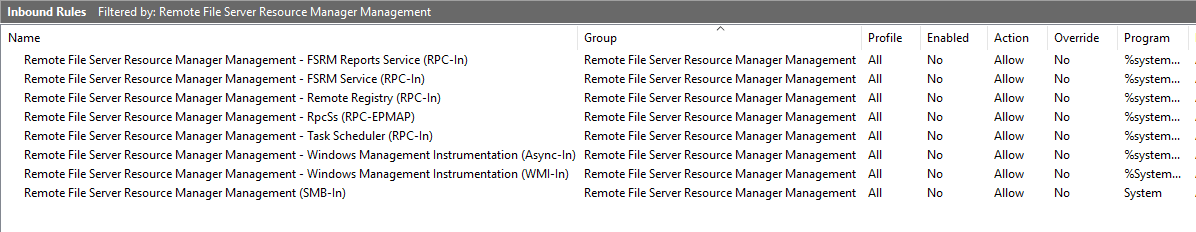 Inbound Rules Filtered by: Remote File Server Resource Manager Management
Name Group Profile Enabled Action Override Program
Remote File Server Resource Manager Management - FSRM Reports Service (RPC-In) Remote File Server Resource Manager Management All No Allow No %system...
Remote File Server Resource Manager Management - FSRM Service (RPC-In) Remote File Server Resource Manager Management All No Allow No %system...
Remote File Server Resource Manager Management - Remote Registry (RPC-In) Remote File Server Resource Manager Management All No Allow No %system...
Remote File Server Resource Manager Management - RpcSs (RPC-EPMAP) Remote File Server Resource Manager Management All No Allow No %system...
Remote File Server Resource Manager Management - Task Scheduler (RPC-In) Remote File Server Resource Manager Management All No Allow No %system...
Remote File Server Resource Manager Management - Windows Management Instrumentation (Async-In) Remote File Server Resource Manager Management All No Allow No %system...
Remote File Server Resource Manager Management - Windows Management Instrumentation (WMI-In) Remote File Server Resource Manager Management All No Allow No %System...
Remote File Server Resource Manager Management (SMB-In) Remote File Server Resource Manager Management All No Allow No System